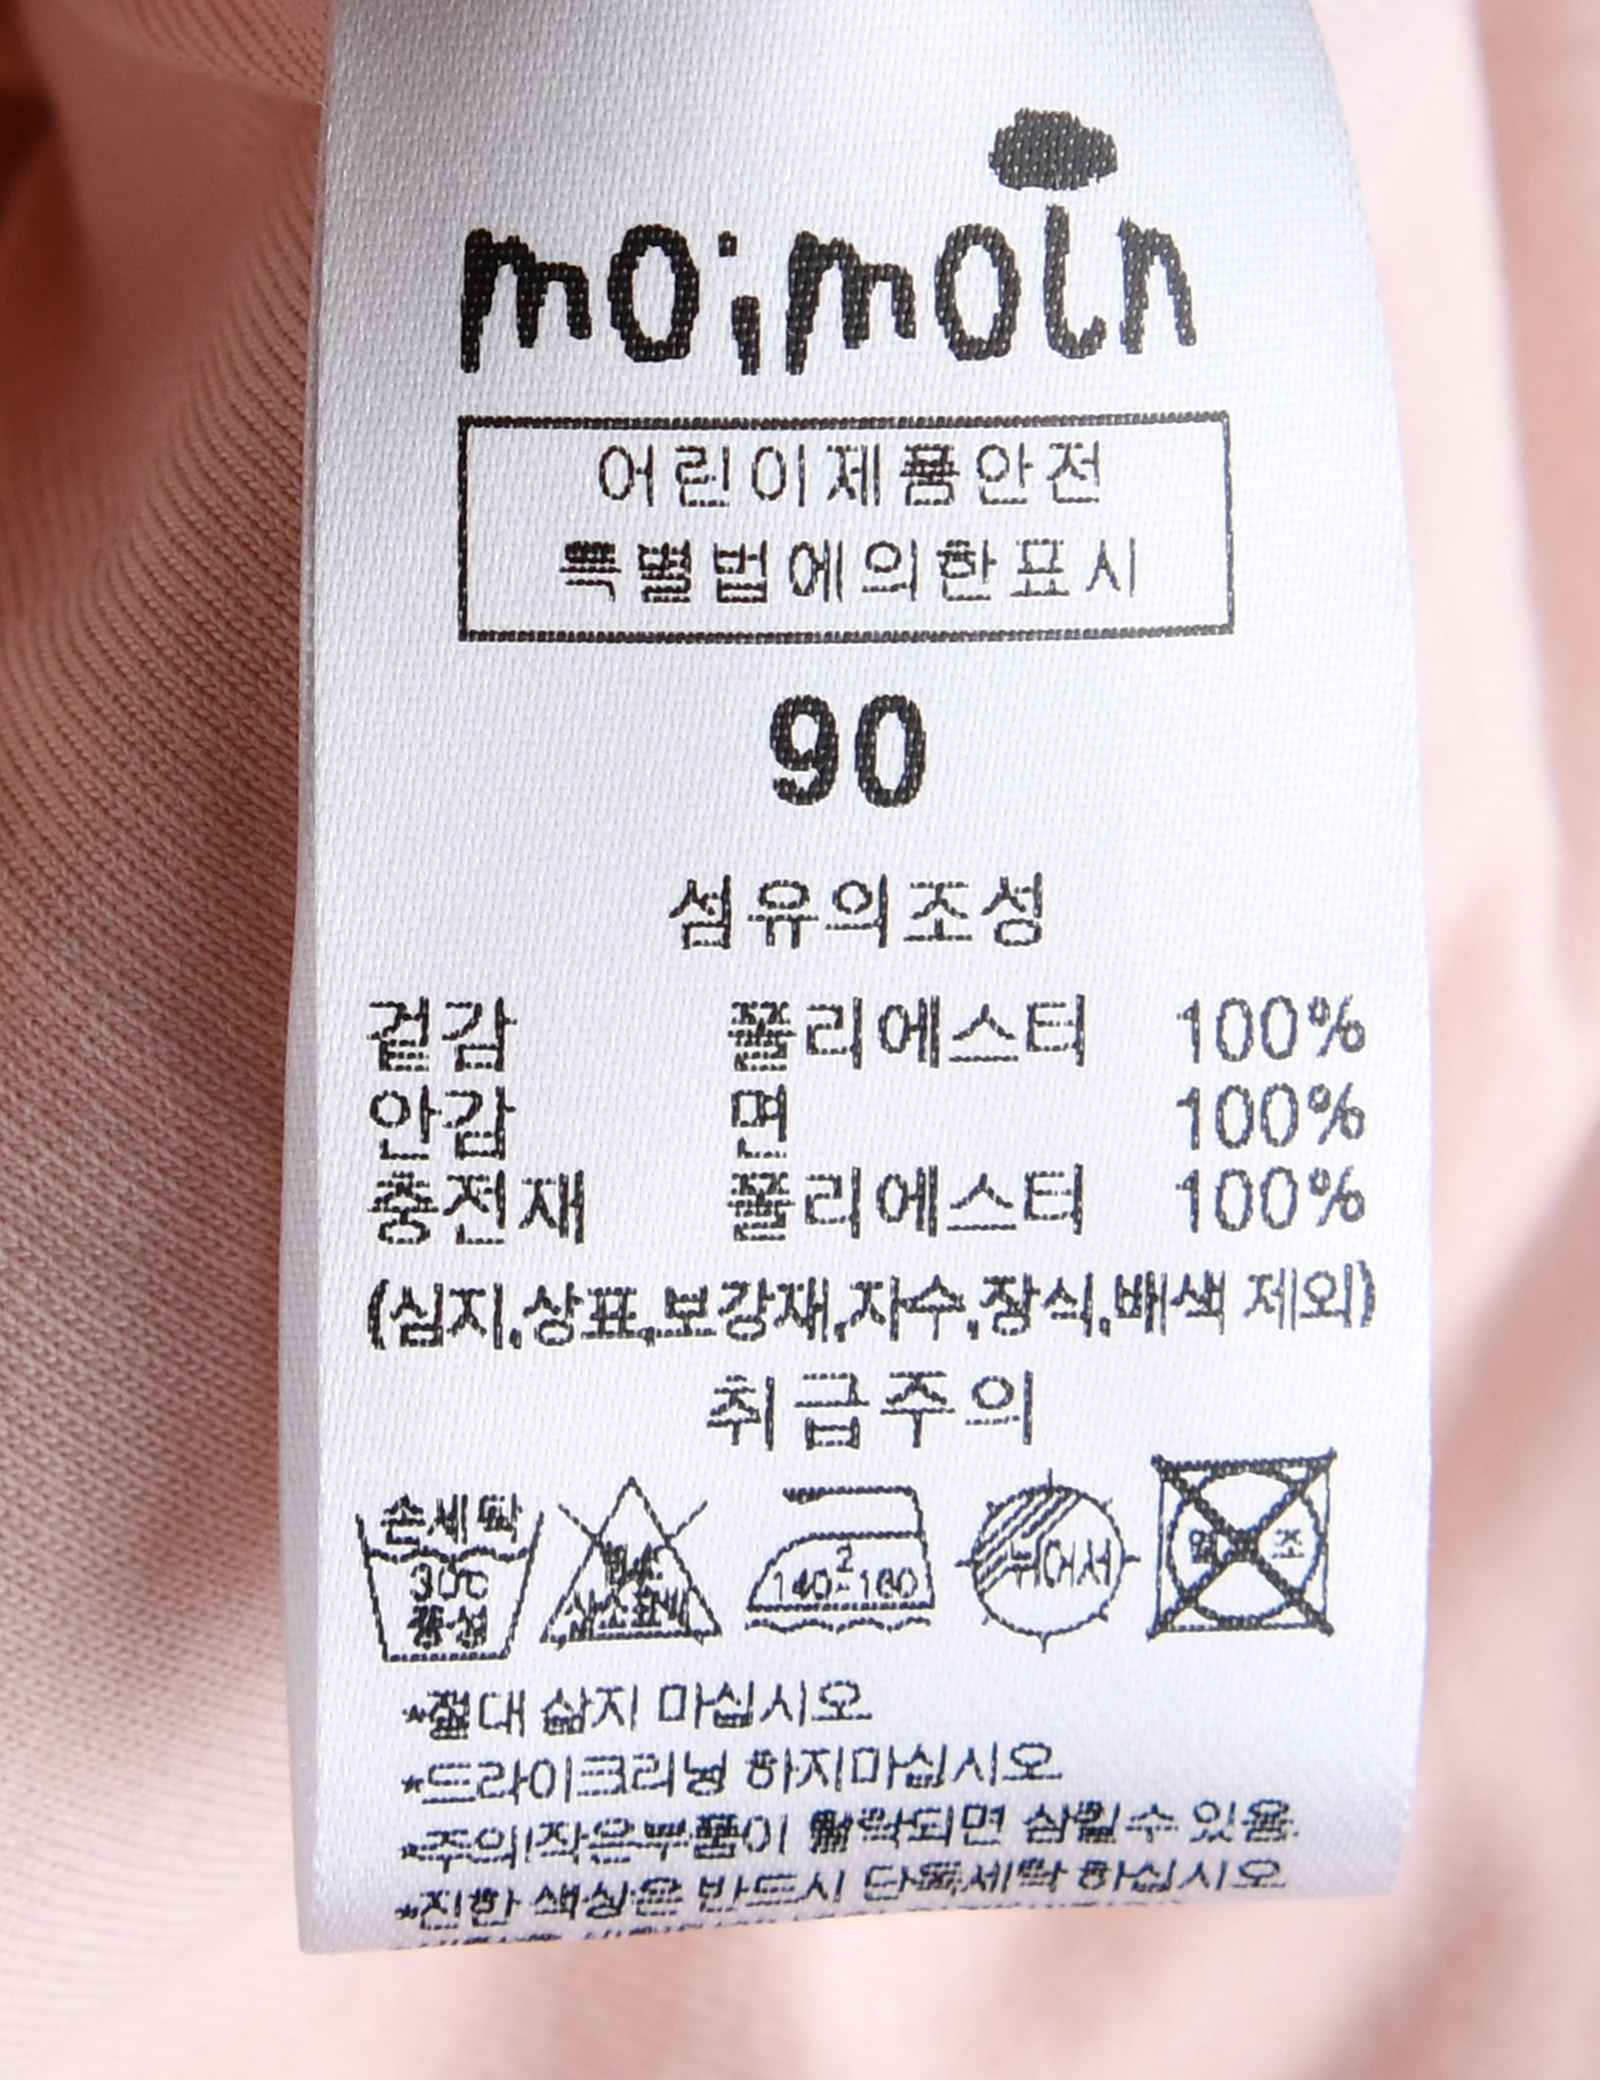 moimoln
어린이제품안전
특별법에의한표시
90
섬유의조성
겉감 폴리에스터 100%
안감 면 100%
충전재 폴리에스터 100%
(심지,상표,보강재,자수,장식,배색 제외)
취급주의
손세탁
30℃
중성
140~160
2
뉘어서
*절대 삶지 마십시오
*드라이크리닝 하지마십시오
*주의!작은부품이 탈락되면 삼킬수 있음
*진한 색상은 반드시 단독세탁 하십시오